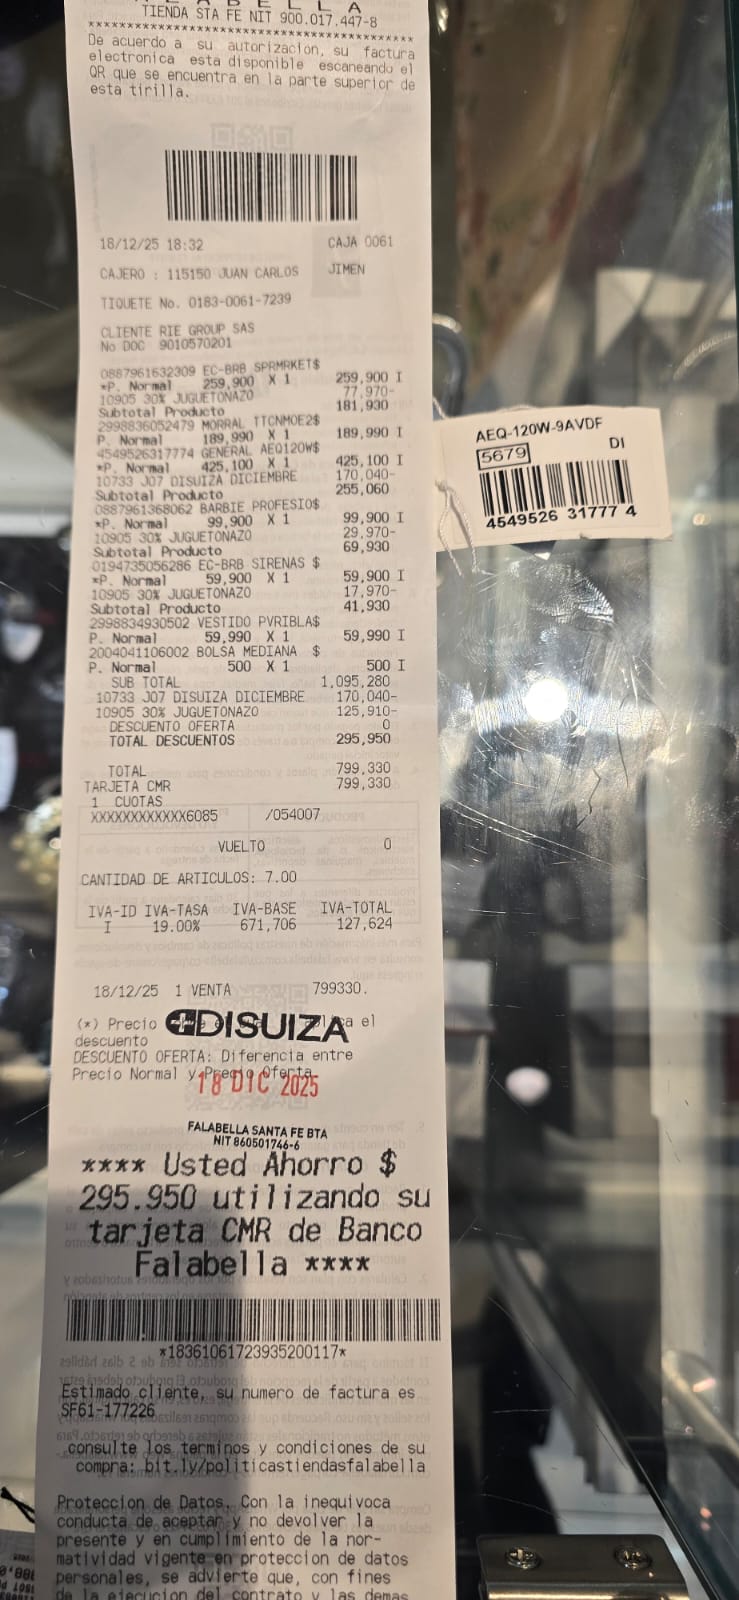 TIENDA STA FE NIT 900.017.447-8
****************************************
De acuerdo a su autorización, su factura
electronica esta disponible escaneando el
QR que se encuentra en la parte superior de
esta tirilla.
18/12/25 18:32 CAJA 0061
CAJERO : 115150 JUAN CARLOS JIMEN
TIQUETE No. 0183-0061-7239
CLIENTE RIE GROUP SAS
No DOC 9010570201
0887961632309 EC-BRB SPRMRKET$
*P. Normal 259,900 X 1 259,900 I
10905 30% JUGUETONAZO 77,970-
Subtotal Producto 181,930
2998836052479 MORRAL TTCNMOE2$
P. Normal 189,990 X 1 189,990 I
4549526317774 GENERAL AEQ120W$
*P. Normal 425,100 X 1 425,100 I
10733 J07 DISUIZA DICIEMBRE 170,040-
Subtotal Producto 255,060
0887961368062 BARBIE PROFESIO$
*P. Normal 99,900 X 1 99,900 I
10905 30% JUGUETONAZO 29,970-
Subtotal Producto 69,930
0194735056286 EC-BRB SIRENAS $
*P. Normal 59,900 X 1 59,900 I
10905 30% JUGUETONAZO 17,970-
Subtotal Producto 41,930
2998834930502 VESTIDO PVRIBLA$
P. Normal 59,990 X 1 59,990 I
2004041106002 BOLSA MEDIANA $
P. Normal 500 X 1 500 I
SUB TOTAL 1,095,280
10733 J07 DISUIZA DICIEMBRE 170,040-
10905 30% JUGUETONAZO 125,910-
DESCUENTO OFERTA 0
TOTAL DESCUENTOS 295,950
TOTAL 799,330
TARJETA CMR 799,330
1 CUOTAS
XXXXXXXXXXXX6085 /054007
VUELTO 0
CANTIDAD DE ARTICULOS: 7.00
IVA-ID IVA-TASA IVA-BASE IVA-TOTAL
I 19.00% 671,706 127,624
18/12/25 1 VENTA 799330.
(*) Precio el
descuento
DISUIZA
DESCUENTO OFERTA: Diferencia entre
Precio Normal y Precio Oferta
18 DIC 2025
FALABELLA SANTA FE BTA
NIT 860501746-6
**** Usted Ahorro $
295.950 utilizando su
tarjeta CMR de Banco
Falabella ****
*18361061723935200117*
Estimado cliente, su numero de factura es
SF61-177226
consulte los terminos y condiciones de su
compra: bit.ly/politicastiendasfalabella
Proteccion de Datos. Con la inequivoca
conducta de aceptar y no devolver la
presente y en cumplimiento de la nor-
matividad vigente en proteccion de datos
personales, se advierte que, con fines
de la ejecucion del contrato y las demas
AEQ-120W-9AVDF
DI
5679
4549526 31777 4